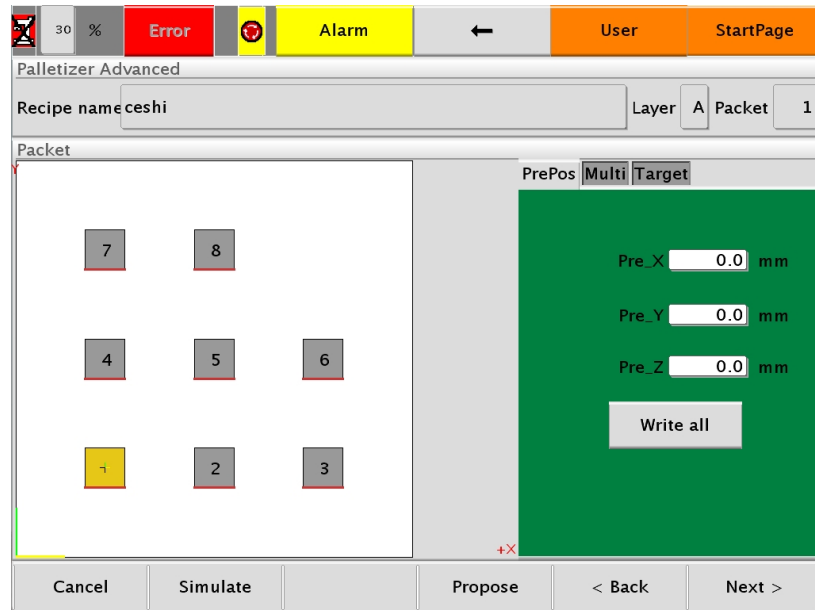 30 % Error Alarm User StartPage
Palletizer Advanced
Recipe name ceshi Layer A Packet 1
Packet
Y
PrePos Multi Target
7 8
Pre_X 0.0 mm
Pre_Y 0.0 mm
4 5 6
Pre_Z 0.0 mm
Write all
2 3
+X
Cancel Simulate Propose < Back Next >